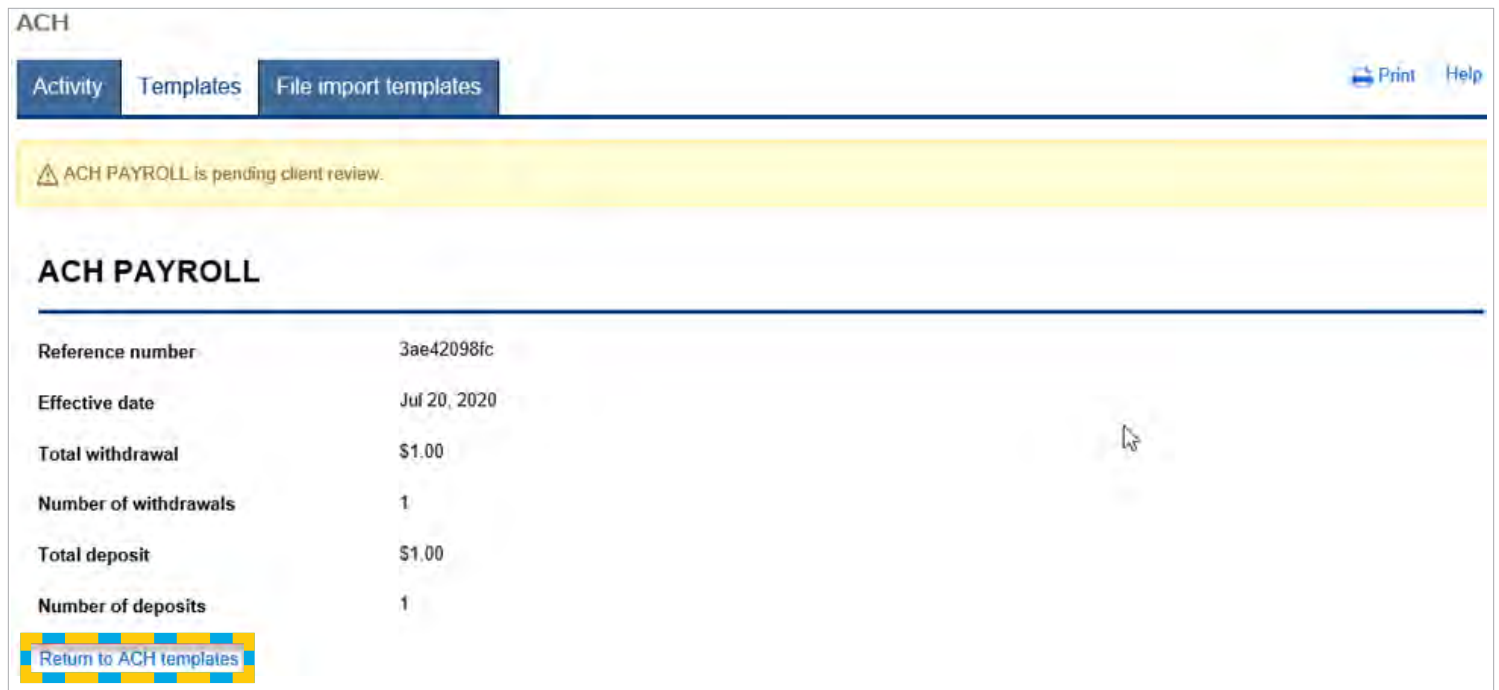 ACH
Activity Templates File import templates Print Help
ACH PAYROLL is pending client review.
ACH PAYROLL
Reference number 3ae42098fc
Effective date Jul 20, 2020
Total withdrawal $1.00
Number of withdrawals 1
Total deposit $1.00
Number of deposits 1
Return to ACH templates